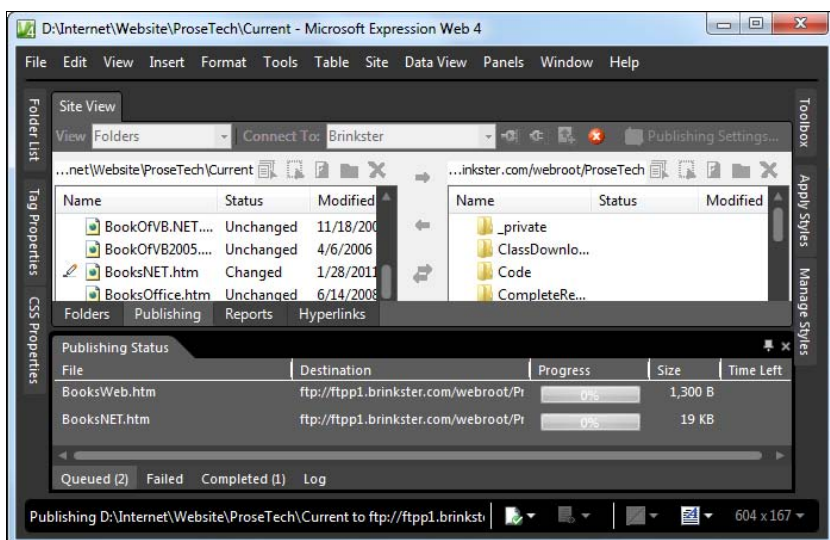 D:\Internet\Website\ProseTech\Current - Microsoft Expression Web 4
File Edit View Insert Format Tools Table Site Data View Panels Window Help
Folder List
Tag Properties
CSS Properties
Site View
View Folders Connect To: Brinkster Publishing Settings...
...net\Website\ProseTech\Current ...inkster.com/webroot/ProseTech
Name Status Modified Name Status Modified
BookOfVB.NET.... Unchanged 11/18/200 _private
BookOfVB2005.... Unchanged 4/6/2006 ClassDownlo...
BooksNET.htm Changed 1/28/2011 Code
BooksOffice.htm Unchanged 6/14/2008 CompleteRe...
Folders Publishing Reports Hyperlinks
Toolbox
Apply Styles
Manage Styles
Publishing Status
File Destination Progress Size Time Left
BooksWeb.htm ftp://ftpp1.brinkster.com/webroot/Pr 0% 1,300 B
BooksNET.htm ftp://ftpp1.brinkster.com/webroot/Pr 0% 19 KB
Queued (2) Failed Completed (1) Log
Publishing D:\Internet\Website\ProseTech\Current to ftp://ftpp1.brinkst 604 x 167